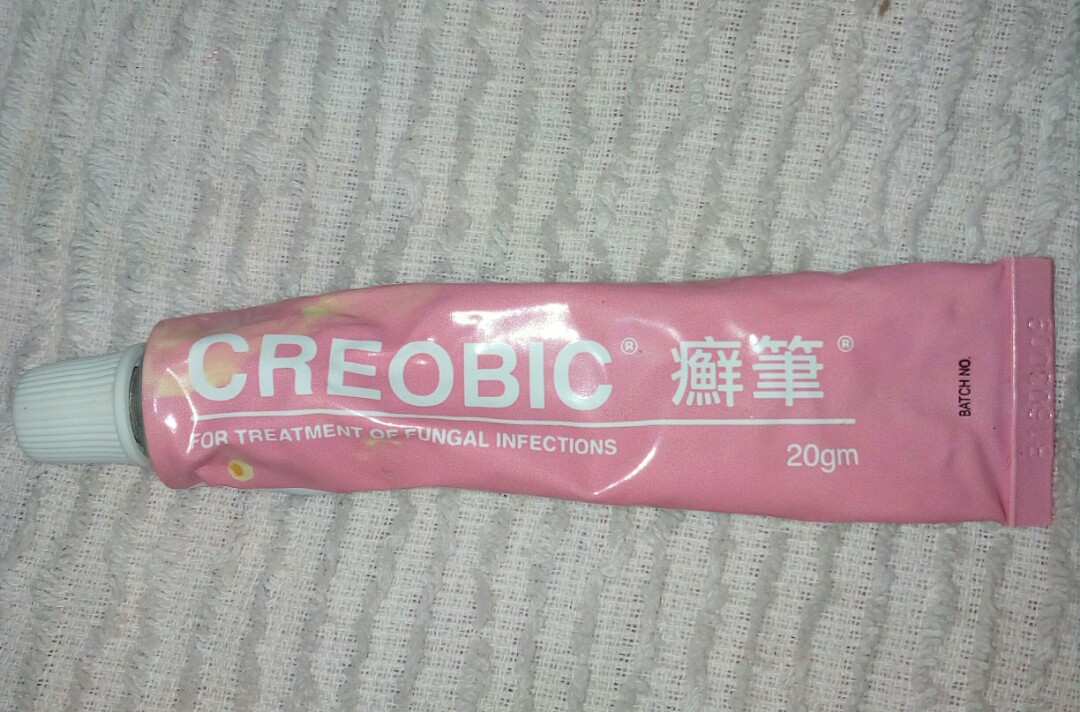 CREOBIC® 癬筆®
FOR TREATMENT OF FUNGAL INFECTIONS
20gm
BATCH NO.